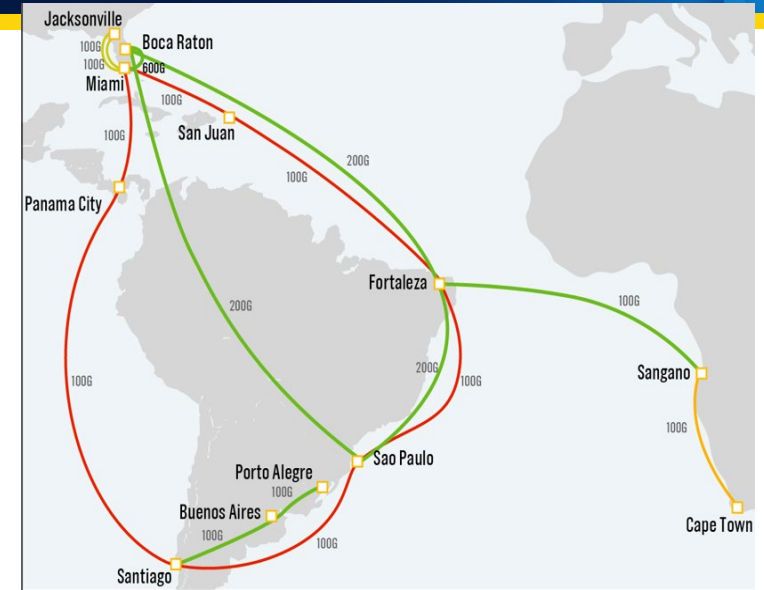 Jacksonville
100G
Boca Raton
100G
600G
Miami
100G
San Juan
100G
200G
100G
Panama City
Fortaleza
100G
200G
200G
100G
Sangano
100G
100G
Sao Paulo
Porto Alegre
100G
Buenos Aires
100G
100G
Cape Town
Santiago